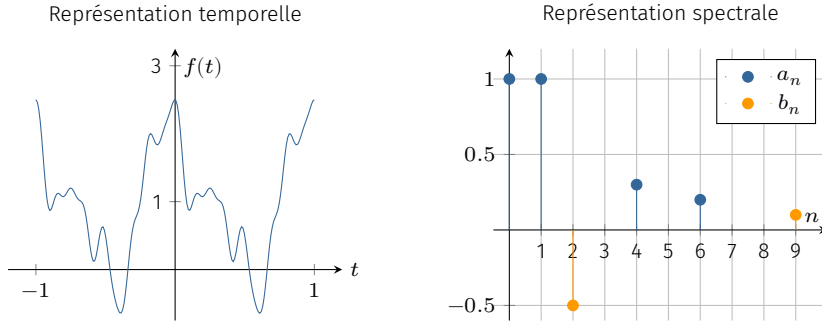 Représentation temporelle
3
f(t)
1
−1
1
t
Représentation spectrale
1
0.5
−0.5
a_n
b_n
n
1 2 3 4 5 6 7 8 9